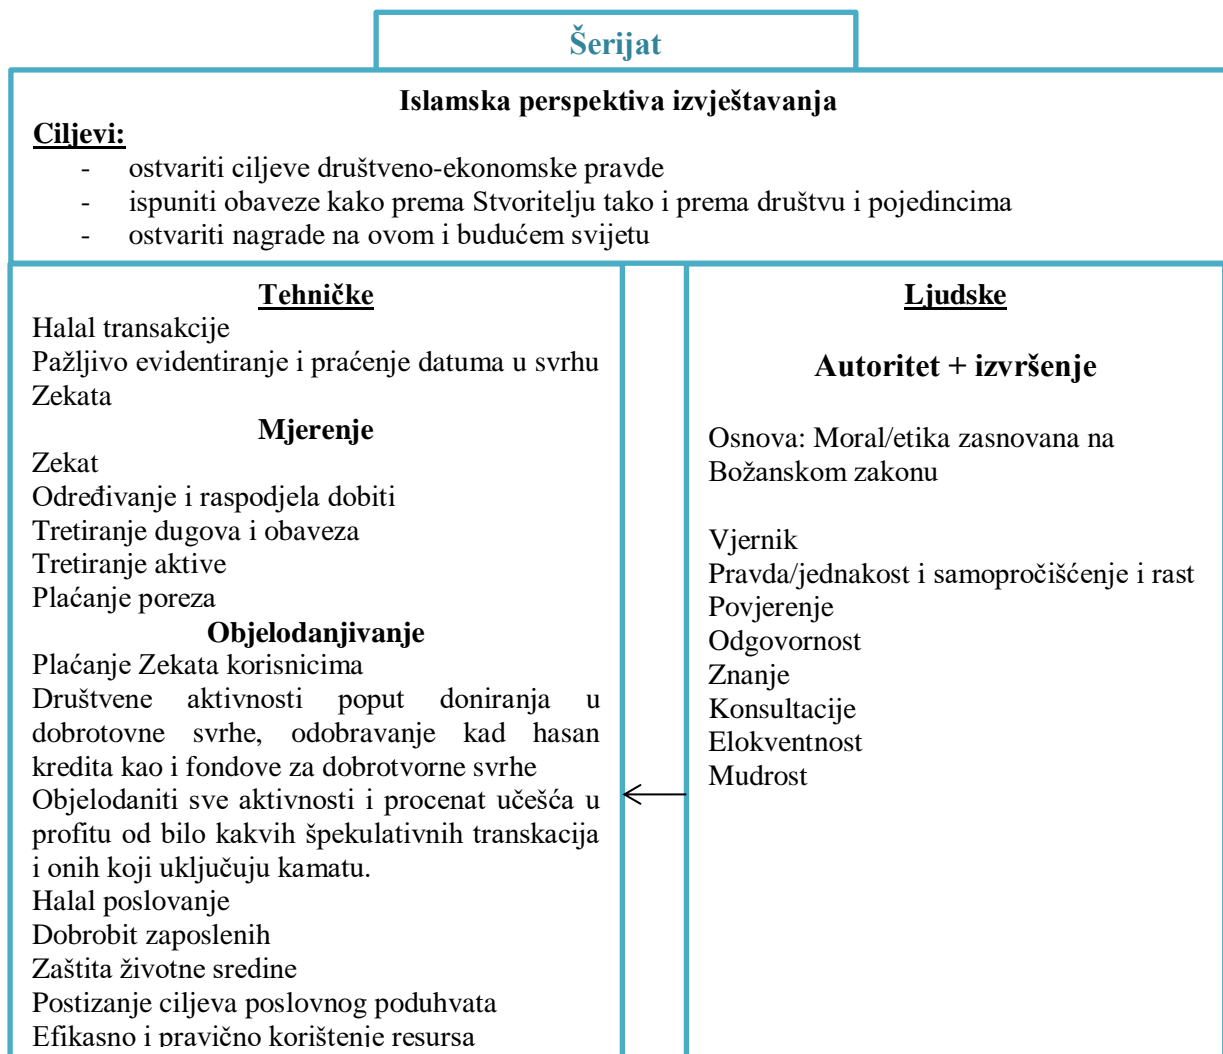 Šerijat
Islamska perspektiva izvještavanja
Ciljevi:
- ostvariti ciljeve društveno-ekonomske pravde
- ispuniti obaveze kako prema Stvoritelju tako i prema društvu i pojedincima
- ostvariti nagrade na ovom i budućem svijetu
Tehničke
Halal transakcije
Pažljivo evidentiranje i praćenje datuma u svrhu
Zekata
Mjerenje
Zekat
Određivanje i raspodjela dobiti
Tretiranje dugova i obaveza
Tretiranje aktive
Plaćanje poreza
Objelodanjivanje
Plaćanje Zekata korisnicima
Društvene aktivnosti poput doniranja u
dobrotovne svrhe, odobravanje kad hasan
kredita kao i fondove za dobrotvorne svrhe
Objelodaniti sve aktivnosti i procenat učešća u
profitu od bilo kakvih špekulativnih transkacija
i onih koji uključuju kamatu.
Halal poslovanje
Dobrobit zaposlenih
Zaštita životne sredine
Postizanje ciljeva poslovnog poduhvata
Efikasno i pravično korištenje resursa
Ljudske
Autoritet + izvršenje
Osnova: Moral/etika zasnovana na
Božanskom zakonu
Vjernik
Pravda/jednakost i samopročišćenje i rast
Povjerenje
Odgovornost
Znanje
Konsultacije
Elokventnost
Mudrost